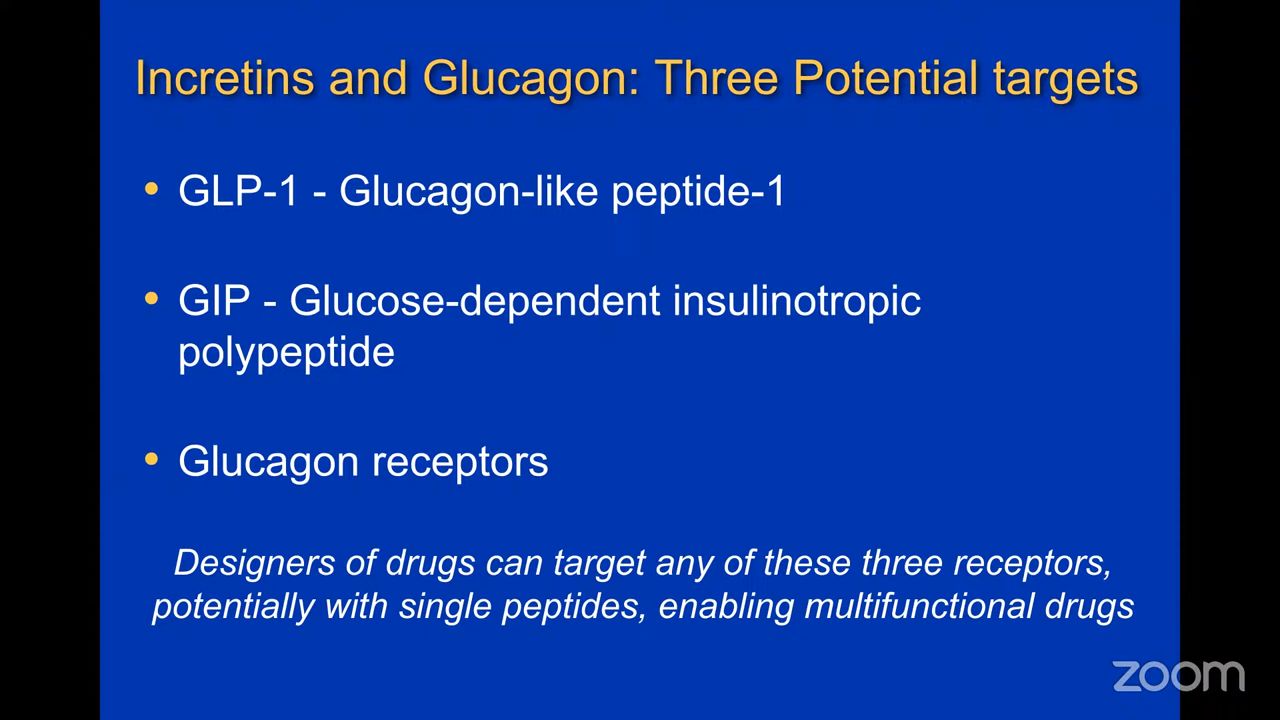 Incretins and Glucagon: Three Potential targets
• GLP-1 - Glucagon-like peptide-1
• GIP - Glucose-dependent insulinotropic
polypeptide
• Glucagon receptors
Designers of drugs can target any of these three receptors,
potentially with single peptides, enabling multifunctional drugs
zoom